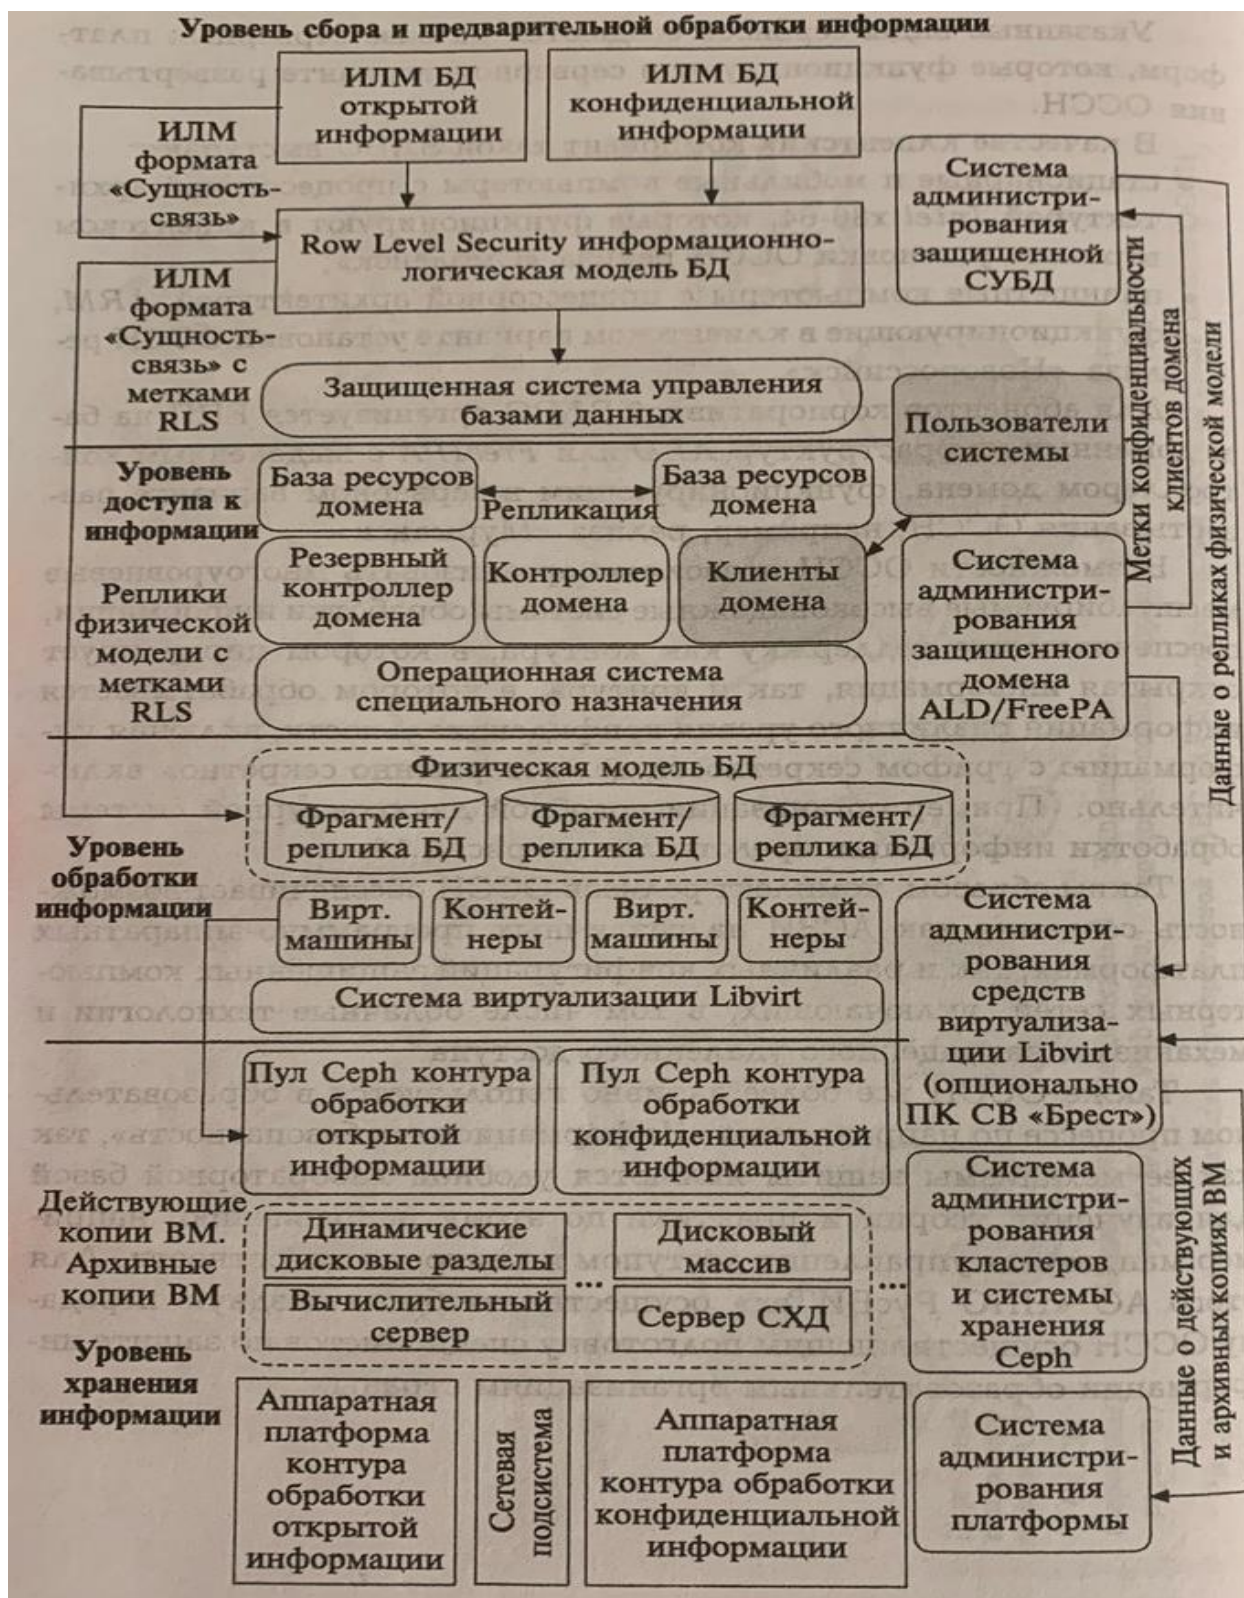 Уровень сбора и предварительной обработки информации
ИЛМ БД
открытой
информации
ИЛМ БД
конфиденциальной
информации
ИЛМ
формата
«Сущность-
связь»
Система
администри-
рования
защищенной
СУБД
Row Level Security информационно-
логическая модель БД
ИЛМ
формата
«Сущность-
связь» с
метками
RLS
Защищенная система управления
базами данных
Пользователи
системы
Метки конфиденциальности
клиентов домена
Данные о репликах физической модели
Уровень
доступа к
информации
База ресурсов
домена
Репликация
База ресурсов
домена
Резервный
контроллер
домена
Контроллер
домена
Клиенты
домена
Система
администри-
рования
защищенного
домена
ALD/FreePA
Реплики
физической
модели с
метками
RLS
Операционная система
специального назначения
Физическая модель БД
Фрагмент/
реплика БД
Фрагмент/
реплика БД
Фрагмент/
реплика БД
Уровень
обработки
информации
Вирт.
машины
Контей-
неры
Вирт.
машины
Контей-
неры
Система
администри-
рования
средств
виртуализа-
ции Libvirt
(опционально
ПК СВ «Брест»)
Система виртуализации Libvirt
Пул Ceph контура
обработки
открытой
информации
Пул Ceph контура
обработки
конфиденциальной
информации
Действующие
копии ВМ.
Архивные
копии ВМ
Динамические
дисковые разделы
Дисковый
массив
...
Вычислительный
сервер
Сервер СХД
...
Система
администри-
рования
кластеров
и системы
хранения
Ceph
Данные о действующих
и архивных копиях ВМ
Уровень
хранения
информации
Аппаратная
платформа
контура
обработки
открытой
информации
Сетевая
подсистема
Аппаратная
платформа
контура обработки
конфиденциальной
информации
Система
администри-
рования
платформы